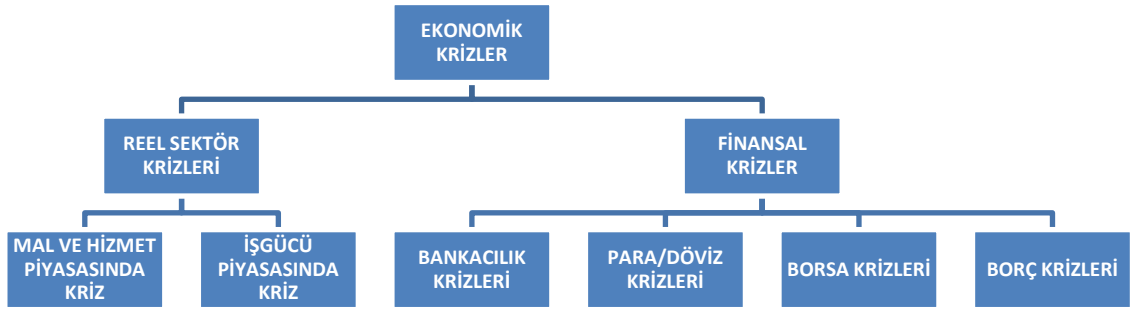 EKONOMİK
KRİZLER
REEL SEKTÖR
KRİZLERİ
FİNANSAL
KRİZLER
MAL VE HİZMET
PİYASASINDA
KRİZ
İŞGÜCÜ
PİYASASINDA
KRİZ
BANKACILIK
KRİZLERİ
PARA/DÖVİZ
KRİZLERİ
BORSA KRİZLERİ
BORÇ KRİZLERİ